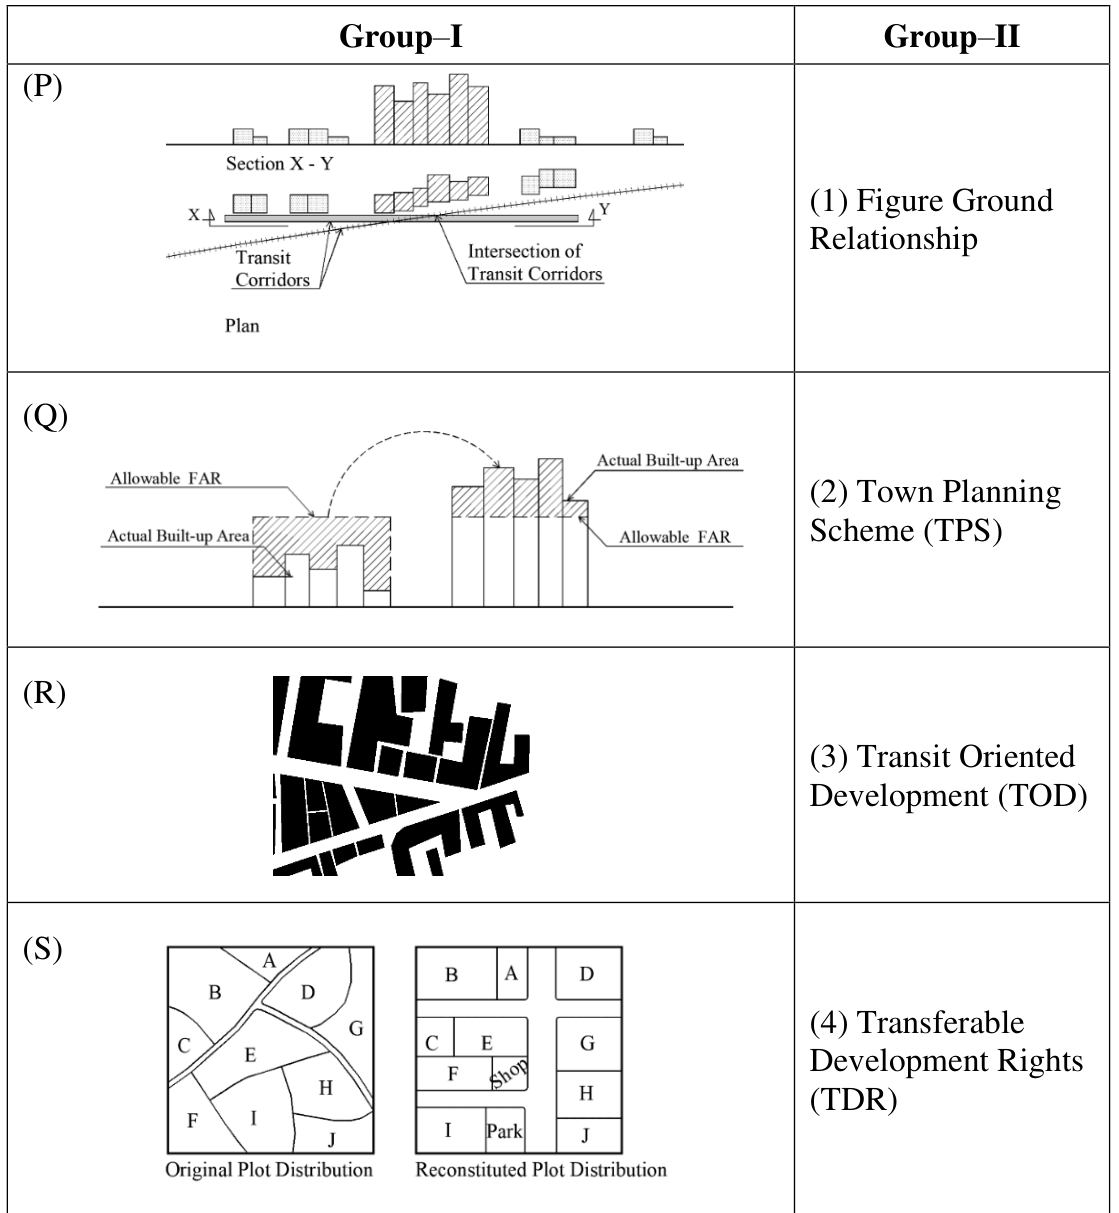 Group–I
Group–II
(P)
Section X - Y
X
Y
Transit
Corridors
Intersection of
Transit Corridors
Plan
(1) Figure Ground
Relationship
(Q)
Allowable FAR
Actual Built-up Area
Actual Built-up Area
Allowable FAR
(2) Town Planning
Scheme (TPS)
(R)
(3) Transit Oriented
Development (TOD)
(S)
A
B
D
G
C
E
H
F
I
J
Original Plot Distribution
B
A
D
C
E
G
F
Shop
H
I
Park
J
Reconstituted Plot Distribution
(4) Transferable
Development Rights
(TDR)